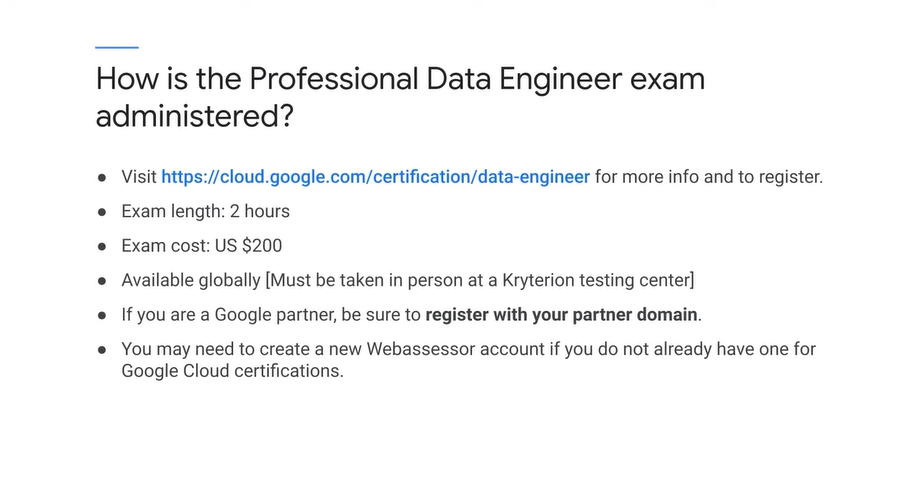 How is the Professional Data Engineer exam
administered?
● Visit https://cloud.google.com/certification/data-engineer for more info and to register.
● Exam length: 2 hours
● Exam cost: US $200
● Available globally [Must be taken in person at a Kryterion testing center]
● If you are a Google partner, be sure to register with your partner domain.
● You may need to create a new Webassessor account if you do not already have one for
Google Cloud certifications.